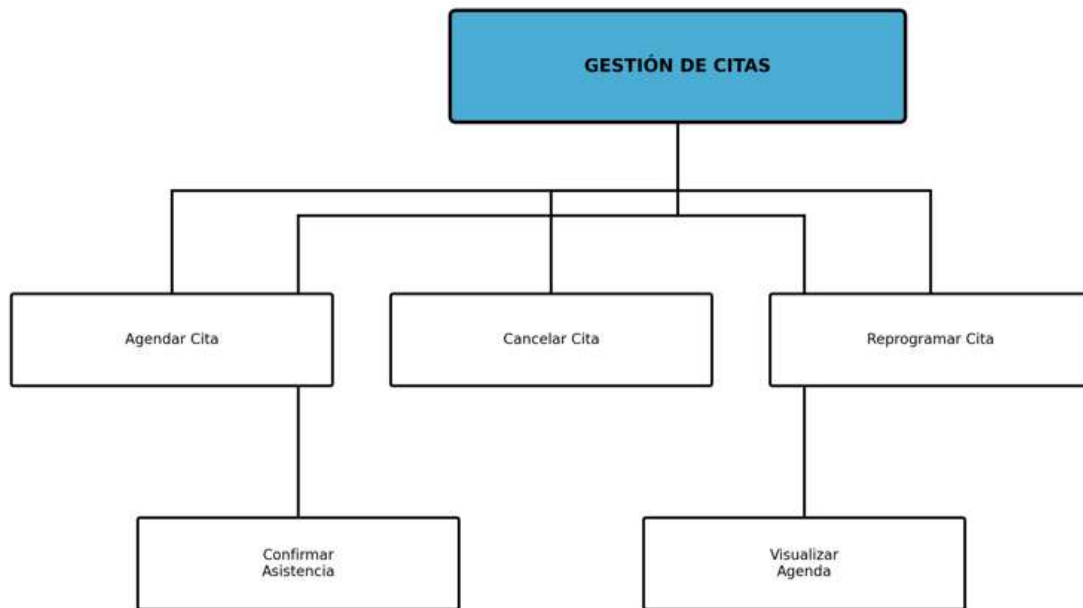 GESTIÓN DE CITAS
Agendar Cita
Cancelar Cita
Reprogramar Cita
Confirmar
Asistencia
Visualizar
Agenda